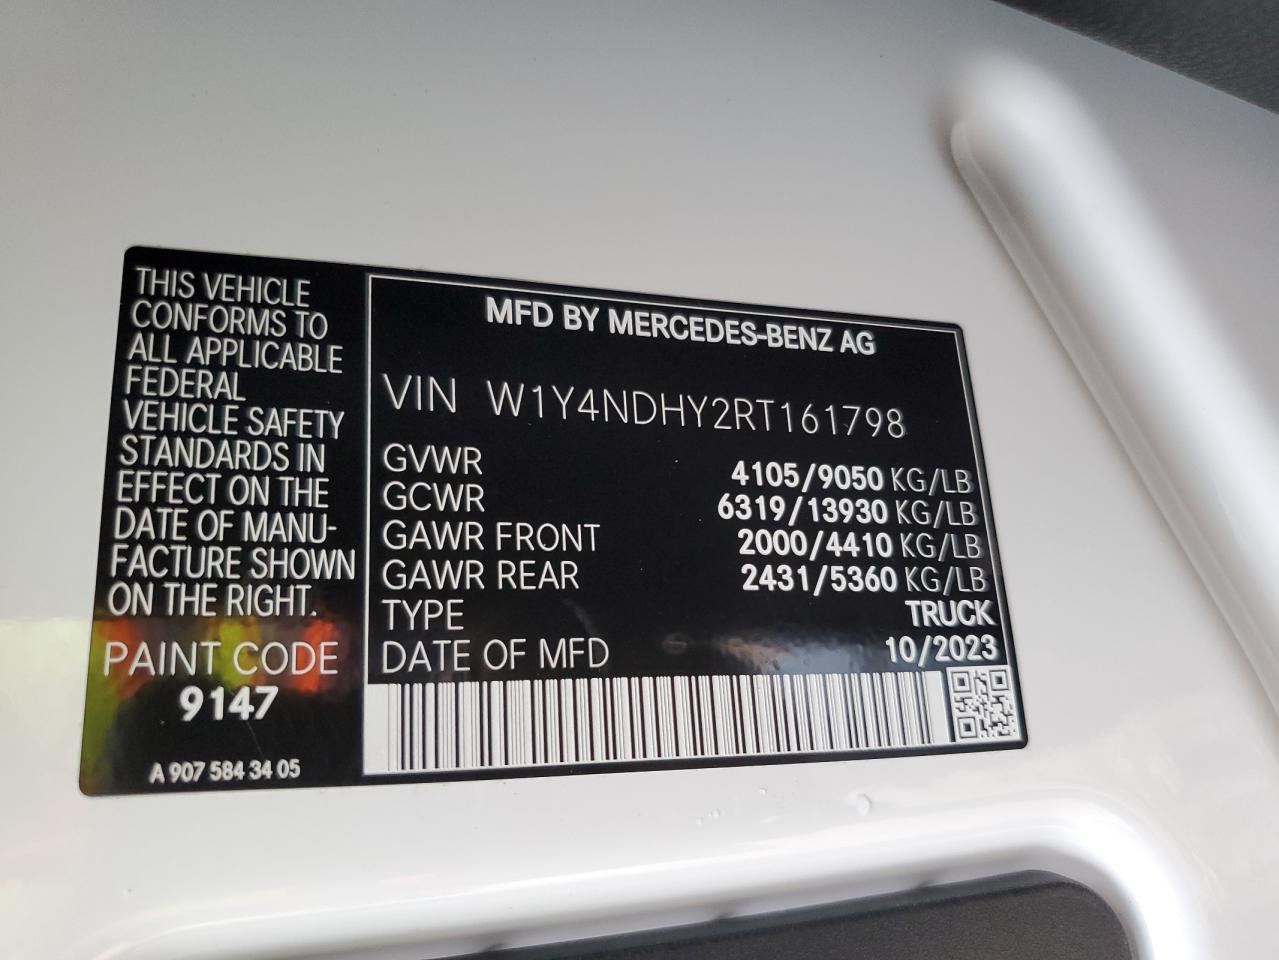 THIS VEHICLE
CONFORMS TO
ALL APPLICABLE
FEDERAL
VEHICLE SAFETY
STANDARDS IN
EFFECT ON THE
DATE OF MANU-
FACTURE SHOWN
ON THE RIGHT.
PAINT CODE
9147
A 907 584 34 05
MFD BY MERCEDES-BENZ AG
VIN W1Y4NDHY2RT161798
GVWR 4105/9050 KG/LB
GCWR 6319/13930 KG/LB
GAWR FRONT 2000/4410 KG/LB
GAWR REAR 2431/5360 KG/LB
TYPE TRUCK
DATE OF MFD 10/2023